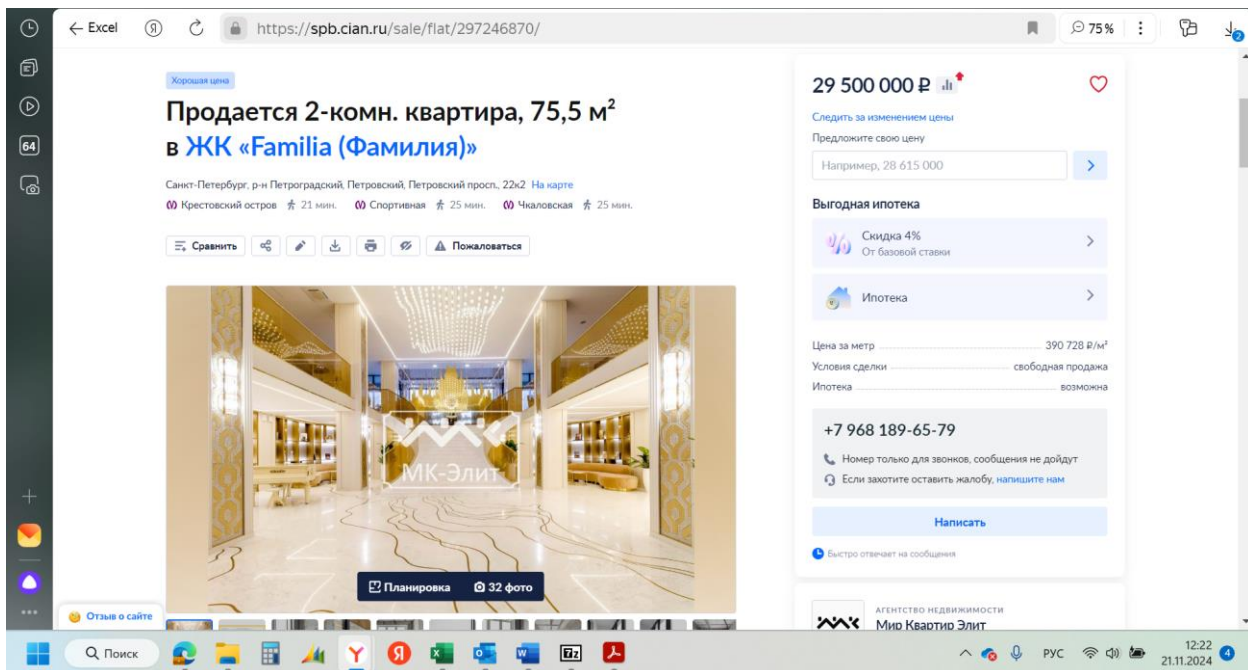 ← Excel
https://spb.cian.ru/sale/flat/297246870/
75%
2
64
Хорошая цена
Продается 2-комн. квартира, 75,5 м²
в ЖК «Familia (Фамилия)»
Санкт-Петербург, р-н Петроградский, Петровский, Петровский просп., 22к2 На карте
Крестовский остров 21 мин. Спортивная 25 мин. Чкаловская 25 мин.
Сравнить
Пожаловаться
МК-Элит
Планировка 32 фото
29 500 000 ₽
Следить за изменением цены
Предложите свою цену
Например, 28 615 000
Выгодная ипотека
Скидка 4%
От базовой ставки
Ипотека
Цена за метр 390 728 ₽/м²
Условия сделки свободная продажа
Ипотека возможна
+7 968 189-65-79
Номер только для звонков, сообщения не дойдут
Если захотите оставить жалобу, напишите нам
Написать
Быстро отвечает на сообщения
АГЕНТСТВО НЕДВИЖИМОСТИ
Мир Квартир Элит
Отзыв о сайте
Поиск
РУС
12:22
21.11.2024
4